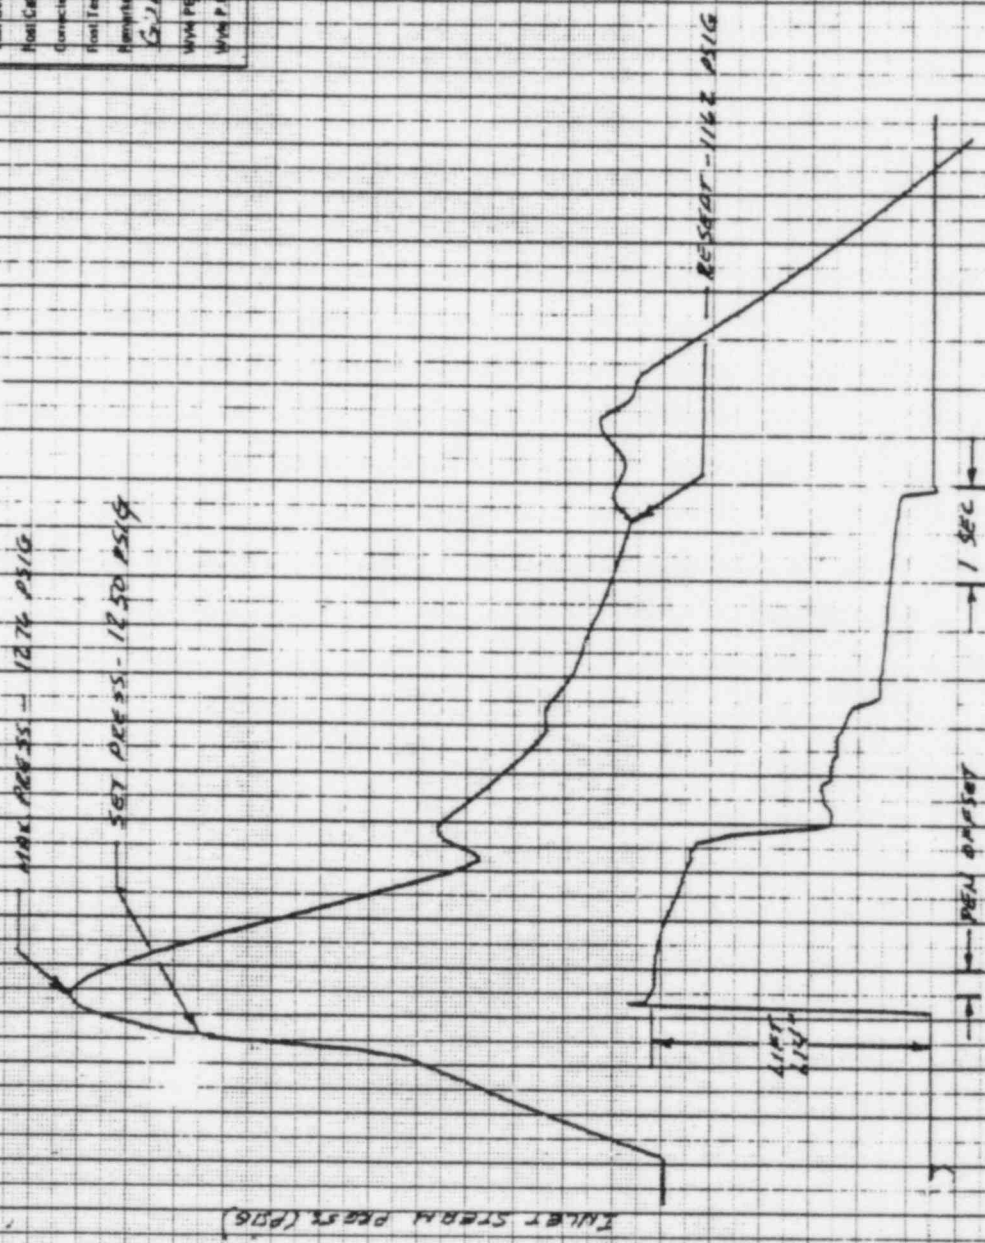 MAX PRESS - 1276 PSIG
SET PRESS - 1250 PSIG
RESEAT - 1162 PSIG
INLET STEAM PRESS (PSIG)
LIFT
.614"
PEN OFFSET
1 SEC